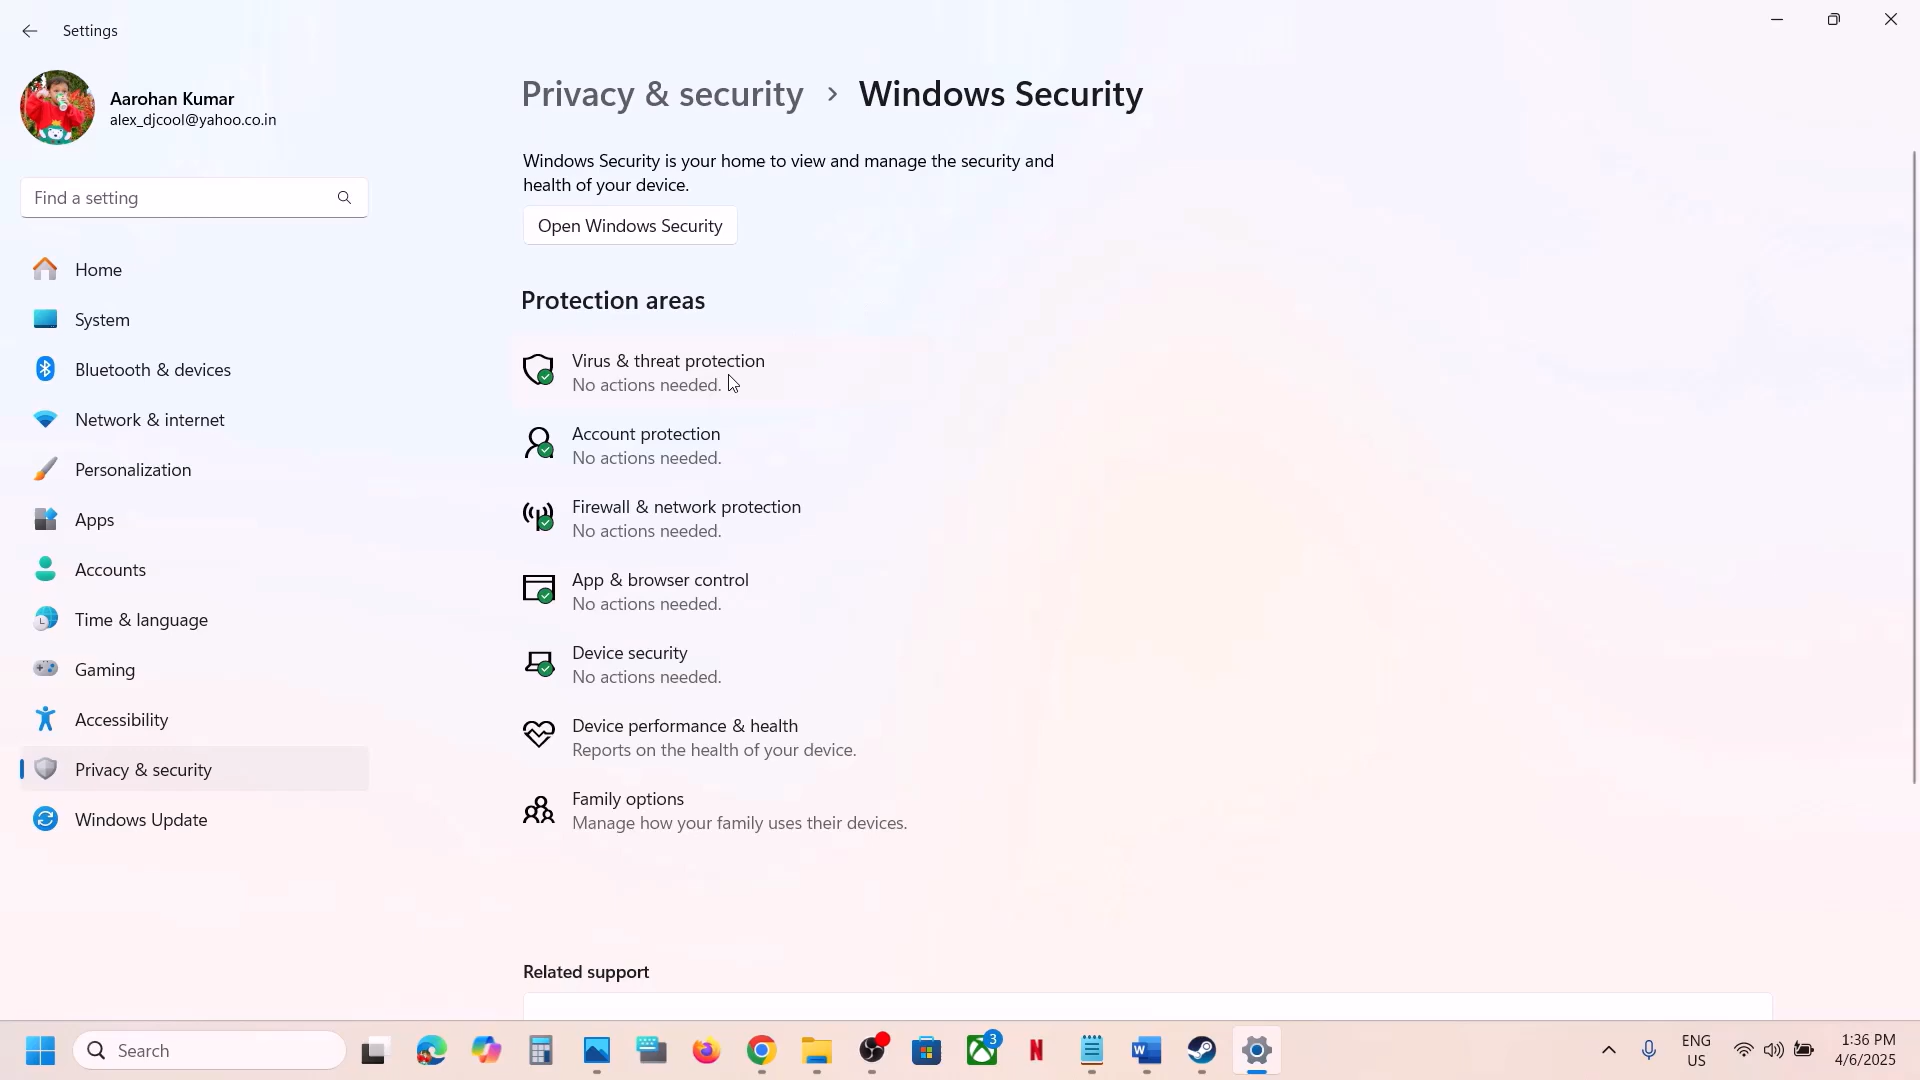 Settings
Aarohan Kumar
alex_djcool@yahoo.co.in
Find a setting
Home
System
Bluetooth & devices
Network & internet
Personalization
Apps
Accounts
Time & language
Gaming
Accessibility
Privacy & security
Windows Update
Privacy & security > Windows Security
Windows Security is your home to view and manage the security and
health of your device.
Open Windows Security
Protection areas
Virus & threat protection
No actions needed.
Account protection
No actions needed.
Firewall & network protection
No actions needed.
App & browser control
No actions needed.
Device security
No actions needed.
Device performance & health
Reports on the health of your device.
Family options
Manage how your family uses their devices.
Related support
Search
3
ENG
US
1:36 PM
4/6/2025